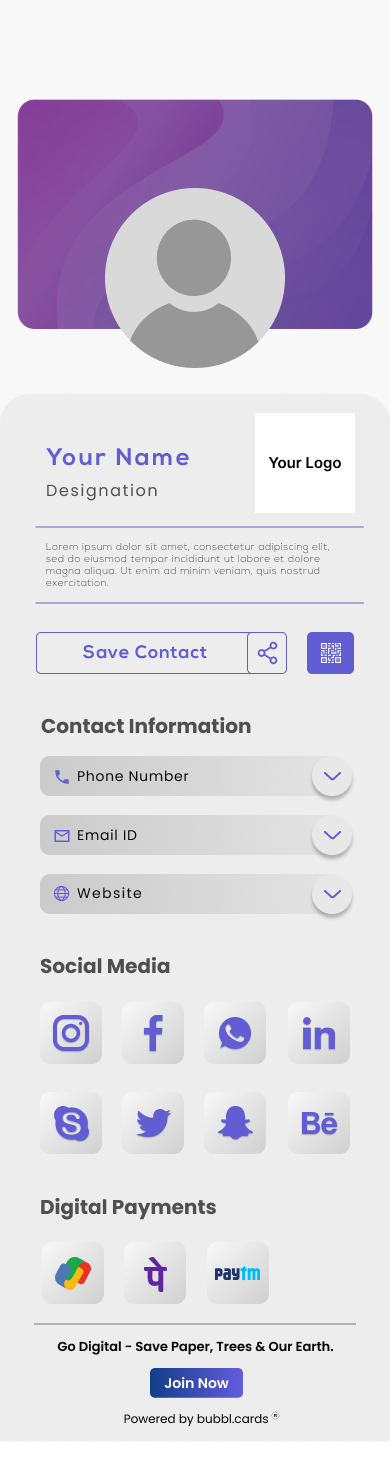 Your Name
Your Logo
Designation
Lorem ipsum dolor sit amet, consectetur adipiscing elit,
sed do eiusmod tempor incididunt ut labore et dolore
magna aliqua. Ut enim ad minim veniam, quis nostrud
exercitation.
Save Contact
Contact Information
Phone Number
Email ID
Website
Social Media
Bē
Digital Payments
पे
paytm
Go Digital - Save Paper, Trees & Our Earth.
Join Now
Powered by bubbl.cards ®